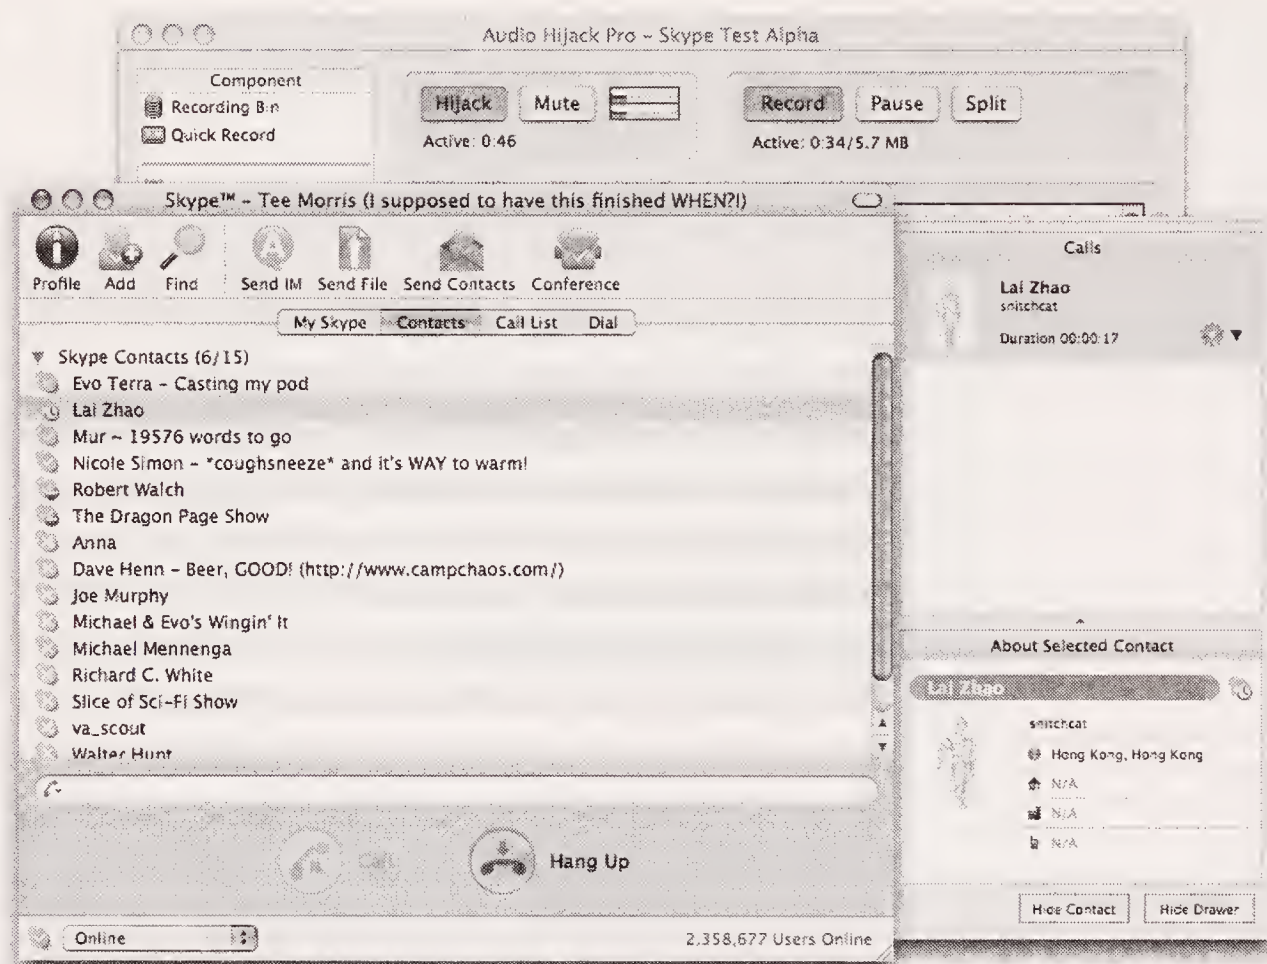 Audio Hijack Pro – Skype Test Alpha
Component
Recording Bin
Quick Record
Hijack Mute
Active: 0:46
Record Pause Split
Active: 0:34/5.7 MB
Skype™ – Tee Morris (I supposed to have this finished WHEN?!)
Profile Add Find Send IM Send File Send Contacts Conference
My Skype Contacts Call List Dial
Skype Contacts (6/15)
Evo Terra – Casting my pod
Lai Zhao
Mur ~ 19576 words to go
Nicole Simon – *coughsneeze* and it's WAY to warm!
Robert Walch
The Dragon Page Show
Anna
Dave Henn – Beer, GOOD! (http://www.campchaos.com/)
Joe Murphy
Michael & Evo's Wingin' It
Michael Mennenga
Richard C. White
Slice of Sci-Fi Show
va_scout
Walter Hunt
Call Hang Up
Online
2,358,677 Users Online
Calls
Lai Zhao
snitchcat
Duration 00:00:17
About Selected Contact
Lai Zhao
snitchcat
Hong Kong, Hong Kong
N/A
N/A
N/A
Hide Contact Hide Drawer